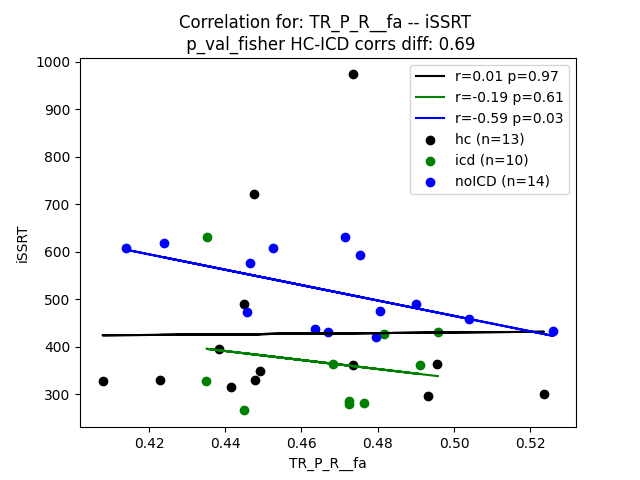 Correlation for: TR_P_R__fa -- iSSRT
p_val_fisher HC-ICD corrs diff: 0.69
1000
900
800
700
600
500
400
300
iSSRT
r=0.01 p=0.97
r=-0.19 p=0.61
r=-0.59 p=0.03
hc (n=13)
icd (n=10)
noICD (n=14)
0.42 0.44 0.46 0.48 0.50 0.52
TR_P_R__fa